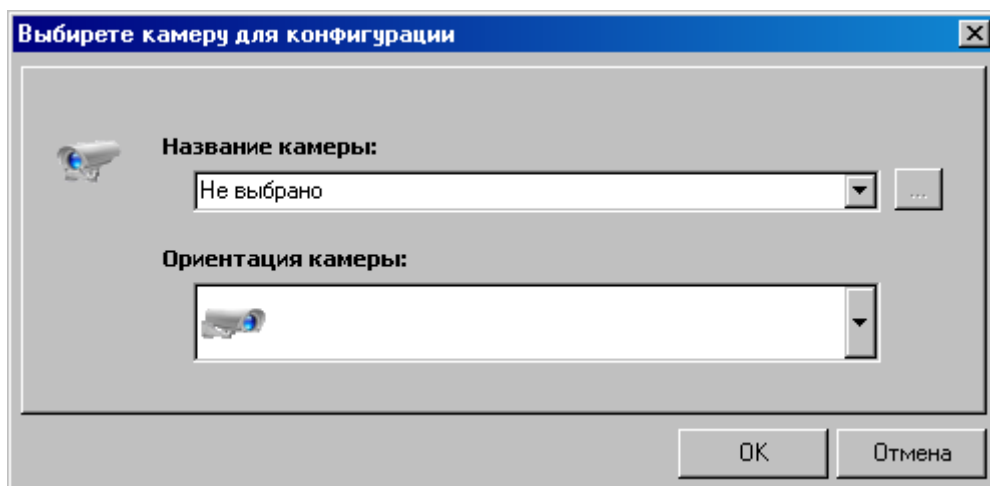 Выбирете камеру для конфигурации
Название камеры:
Не выбрано
...
Ориентация камеры:
OK
Отмена